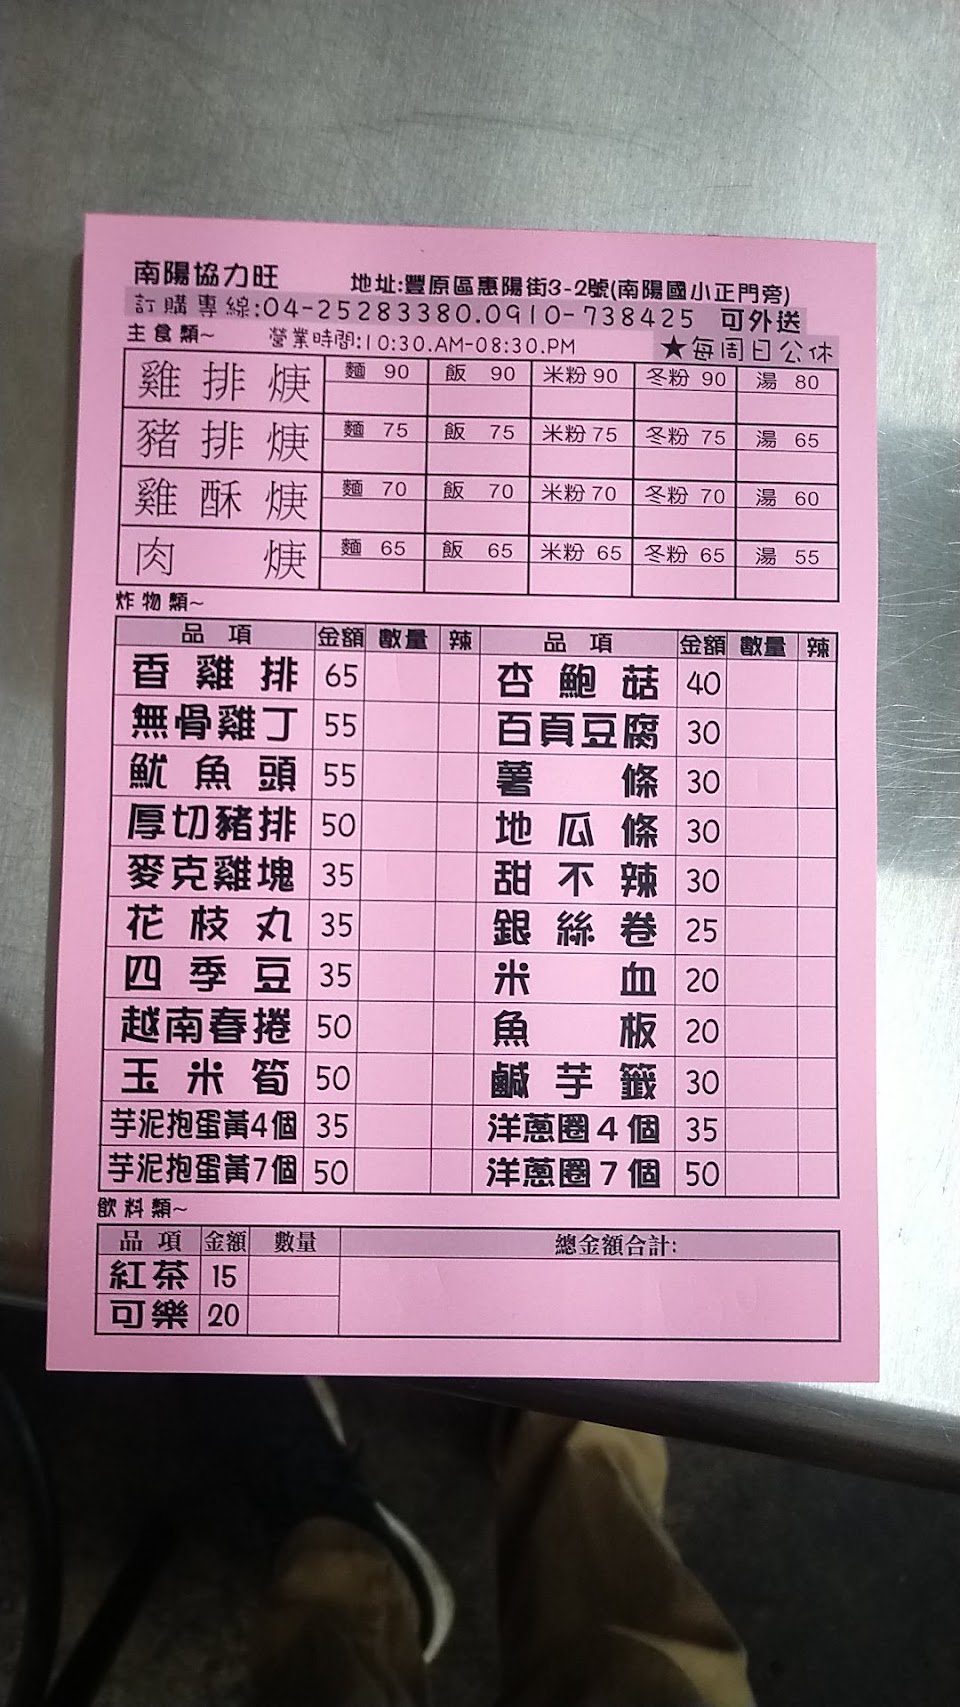 南陽協力旺 地址:豐原區惠陽街3-2號(南陽國小正門旁)
訂購專線:04-25283380.0910-738425 可外送
主食類~ 營業時間:10:30.AM-08:30.PM ★每周日公休
雞排焿 麵 90 飯 90 米粉 90 冬粉 90 湯 80
豬排焿 麵 75 飯 75 米粉 75 冬粉 75 湯 65
雞酥焿 麵 70 飯 70 米粉 70 冬粉 70 湯 60
肉焿 麵 65 飯 65 米粉 65 冬粉 65 湯 55
炸物類~
品項 金額 數量 辣 品項 金額 數量 辣
香雞排 65 杏鮑菇 40
無骨雞丁 55 百頁豆腐 30
魷魚頭 55 薯條 30
厚切豬排 50 地瓜條 30
麥克雞塊 35 甜不辣 30
花枝丸 35 銀絲卷 25
四季豆 35 米血 20
越南春捲 50 魚板 20
玉米筍 50 鹹芋籤 30
芋泥抱蛋黃4個 35 洋蔥圈4個 35
芋泥抱蛋黃7個 50 洋蔥圈7個 50
飲料類~
品項 金額 數量 總金額合計:
紅茶 15
可樂 20